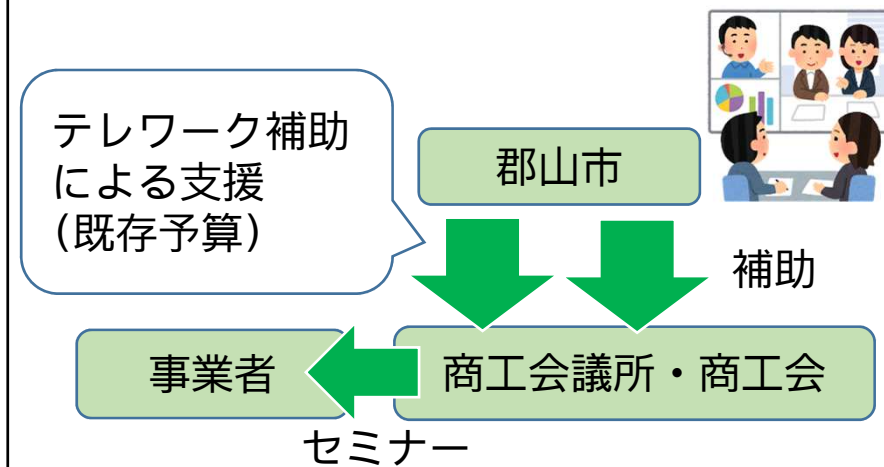 テレワーク補助
による支援
（既存予算）
郡山市
補助
事業者
商工会議所・商工会
セミナー